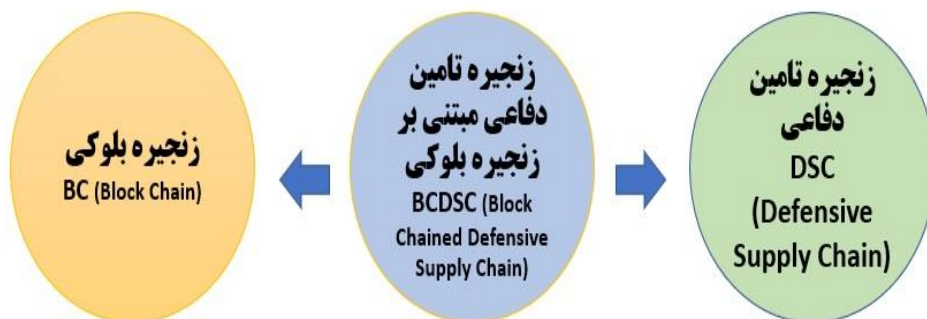 زنجیره تامین
دفاعی
DSC
(Defensive
Supply Chain)
زنجیره تامین
دفاعی مبتنی بر
زنجیره بلوکی
BCDSC (Block
Chained Defensive
Supply Chain)
زنجیره بلوکی
BC (Block Chain)